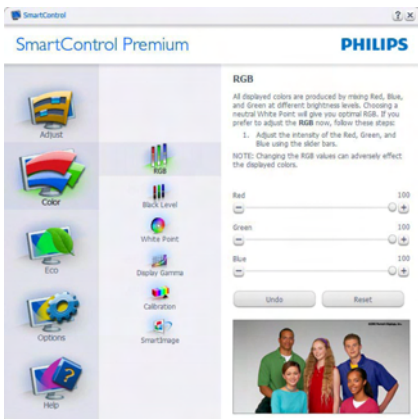 SmartControl
SmartControl Premium
PHILIPS
Adjust
Color
Eco
Options
Help
RGB
Black Level
White Point
Display Gamma
Calibration
SmartImage
RGB
All displayed colors are produced by mixing Red, Blue,
and Green at different brightness levels. Choosing a
neutral White Point will give you optimal RGB. If you
prefer to adjust the RGB now, follow these steps:
1. Adjust the intensity of the Red, Green, and
Blue using the slider bars.
NOTE: Changing the RGB values can adversely effect
the displayed colors.
Red 100
Green 100
Blue 100
Undo Reset